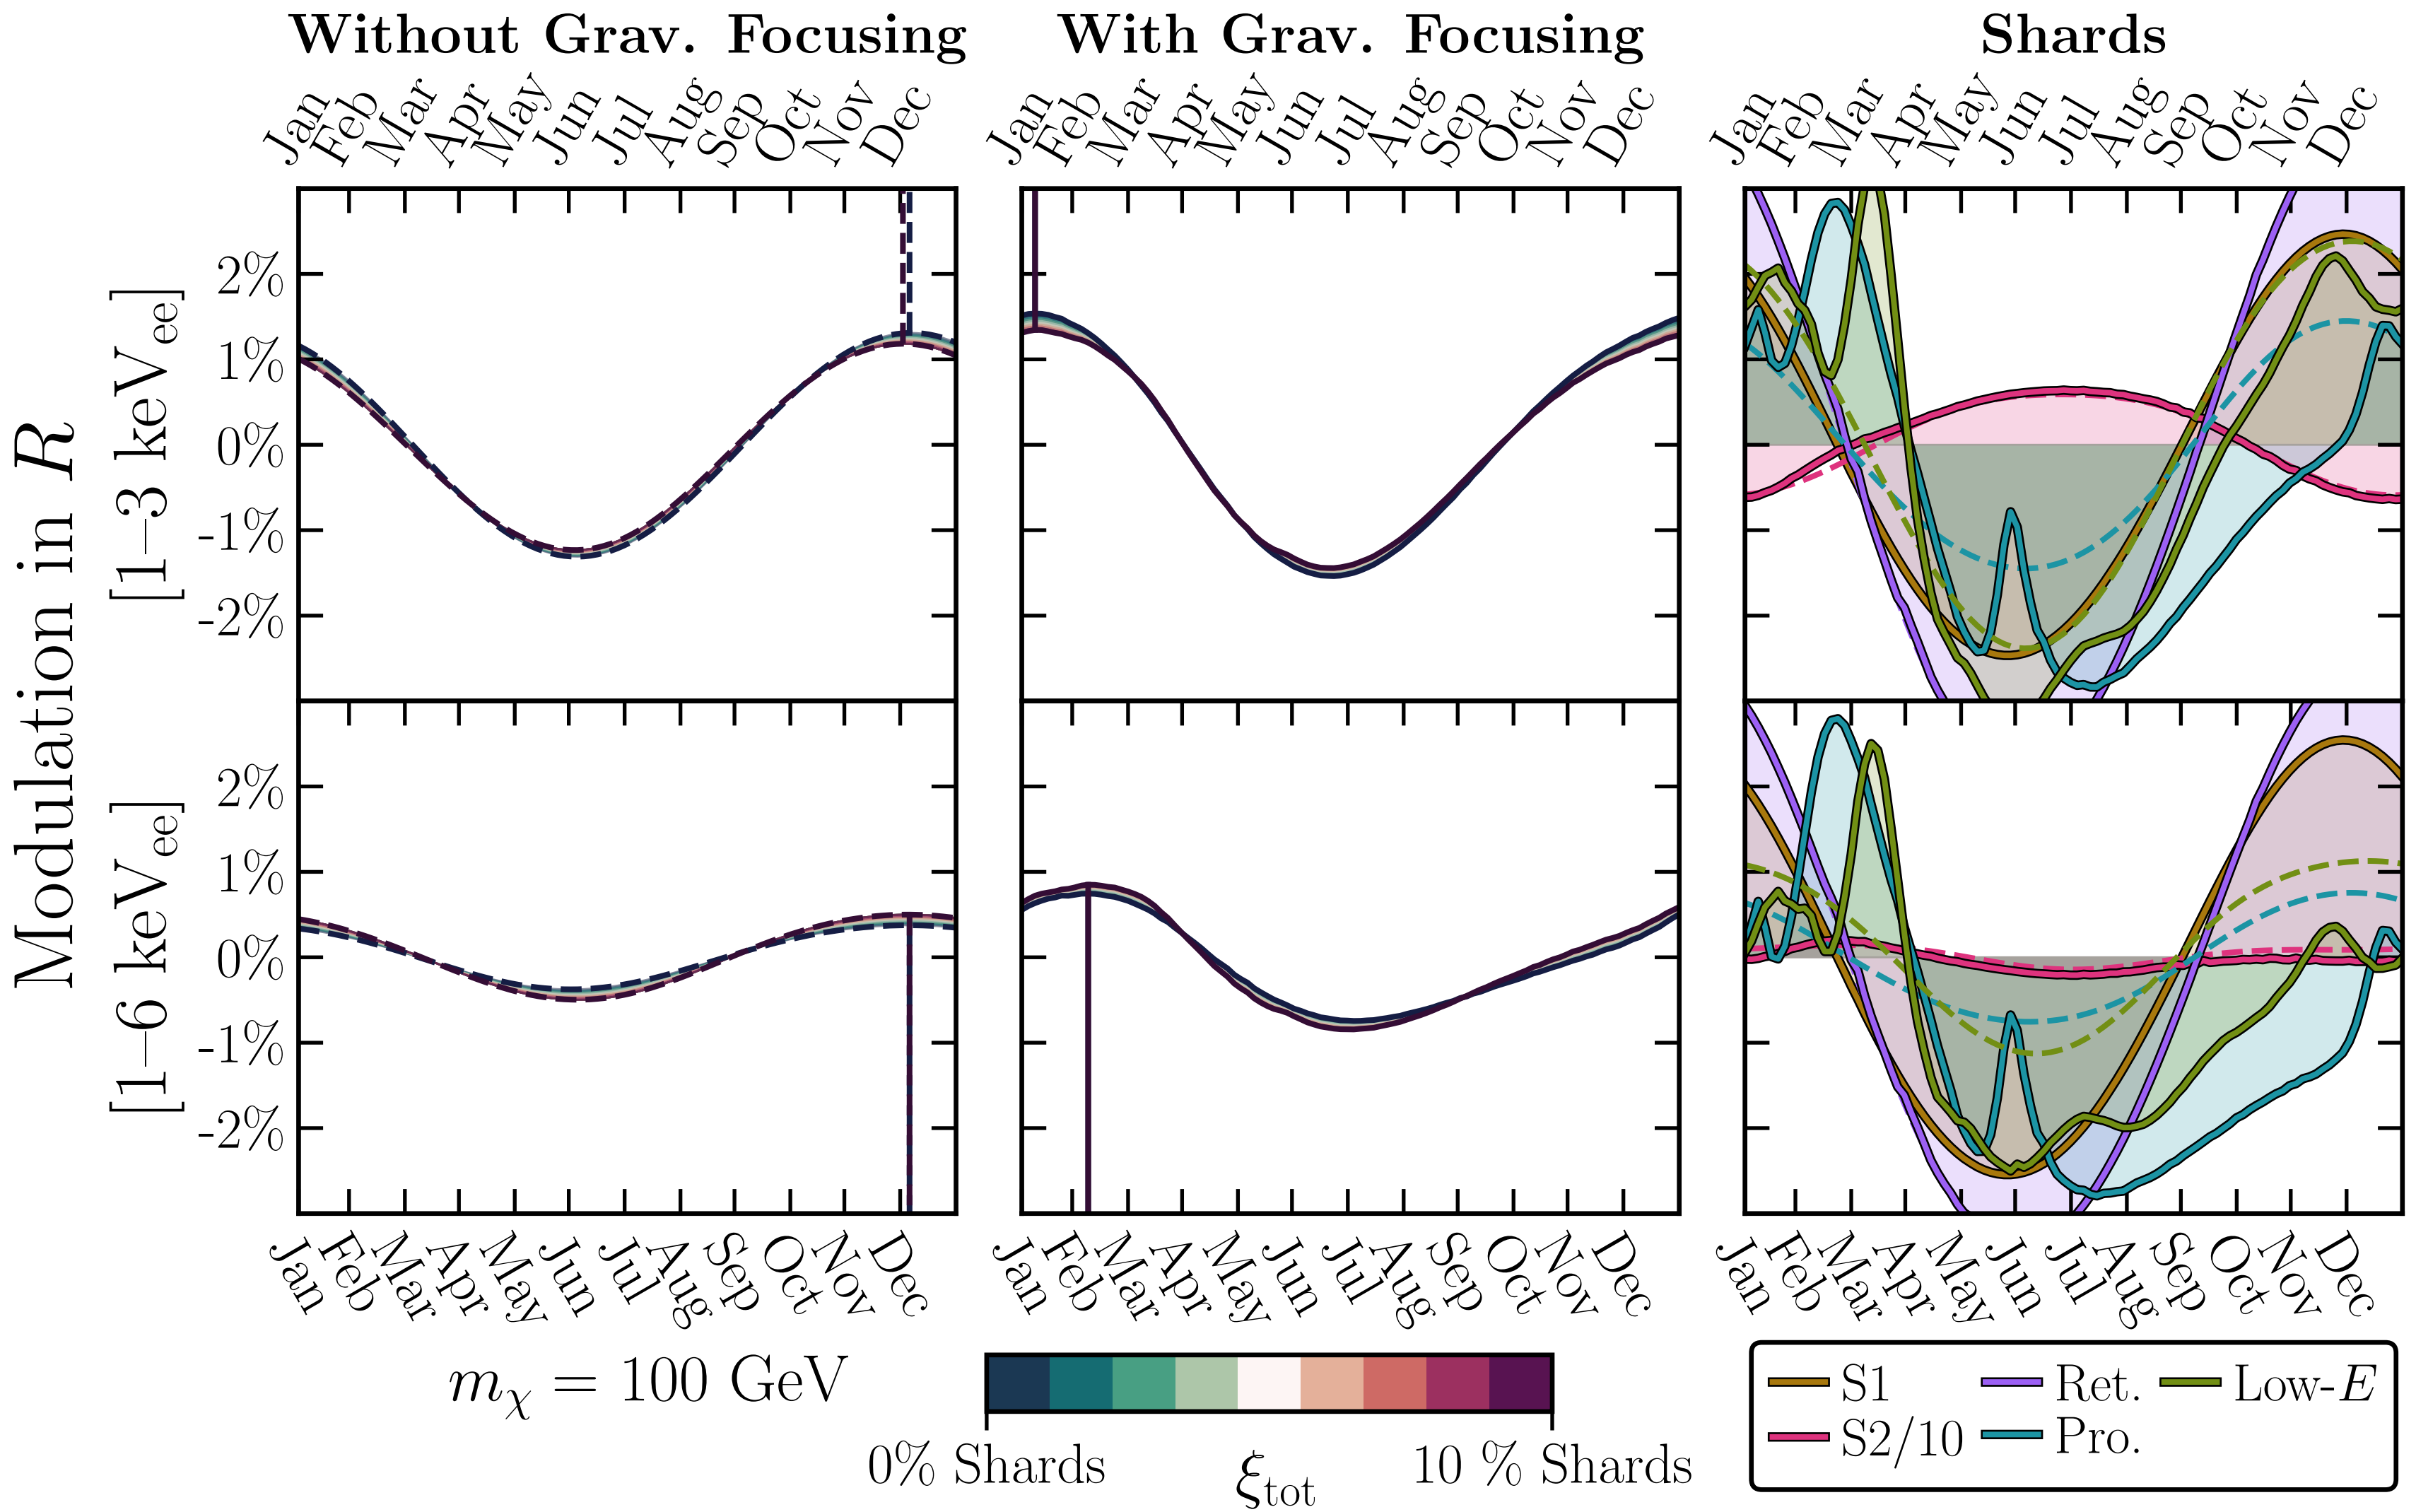 Without Grav. Focusing
With Grav. Focusing
Shards
Jan Feb Mar Apr May Jun Jul Aug Sep Oct Nov Dec
Jan Feb Mar Apr May Jun Jul Aug Sep Oct Nov Dec
Jan Feb Mar Apr May Jun Jul Aug Sep Oct Nov Dec
Modulation in R
[1–3 keVee]
2%
1%
0%
-1%
-2%
[1–6 keVee]
2%
1%
0%
-1%
-2%
Jan Feb Mar Apr May Jun Jul Aug Sep Oct Nov Dec
Jan Feb Mar Apr May Jun Jul Aug Sep Oct Nov Dec
Jan Feb Mar Apr May Jun Jul Aug Sep Oct Nov Dec
mχ = 100 GeV
0% Shards
ξtot
10 % Shards
S1
Ret.
Low-E
S2/10
Pro.